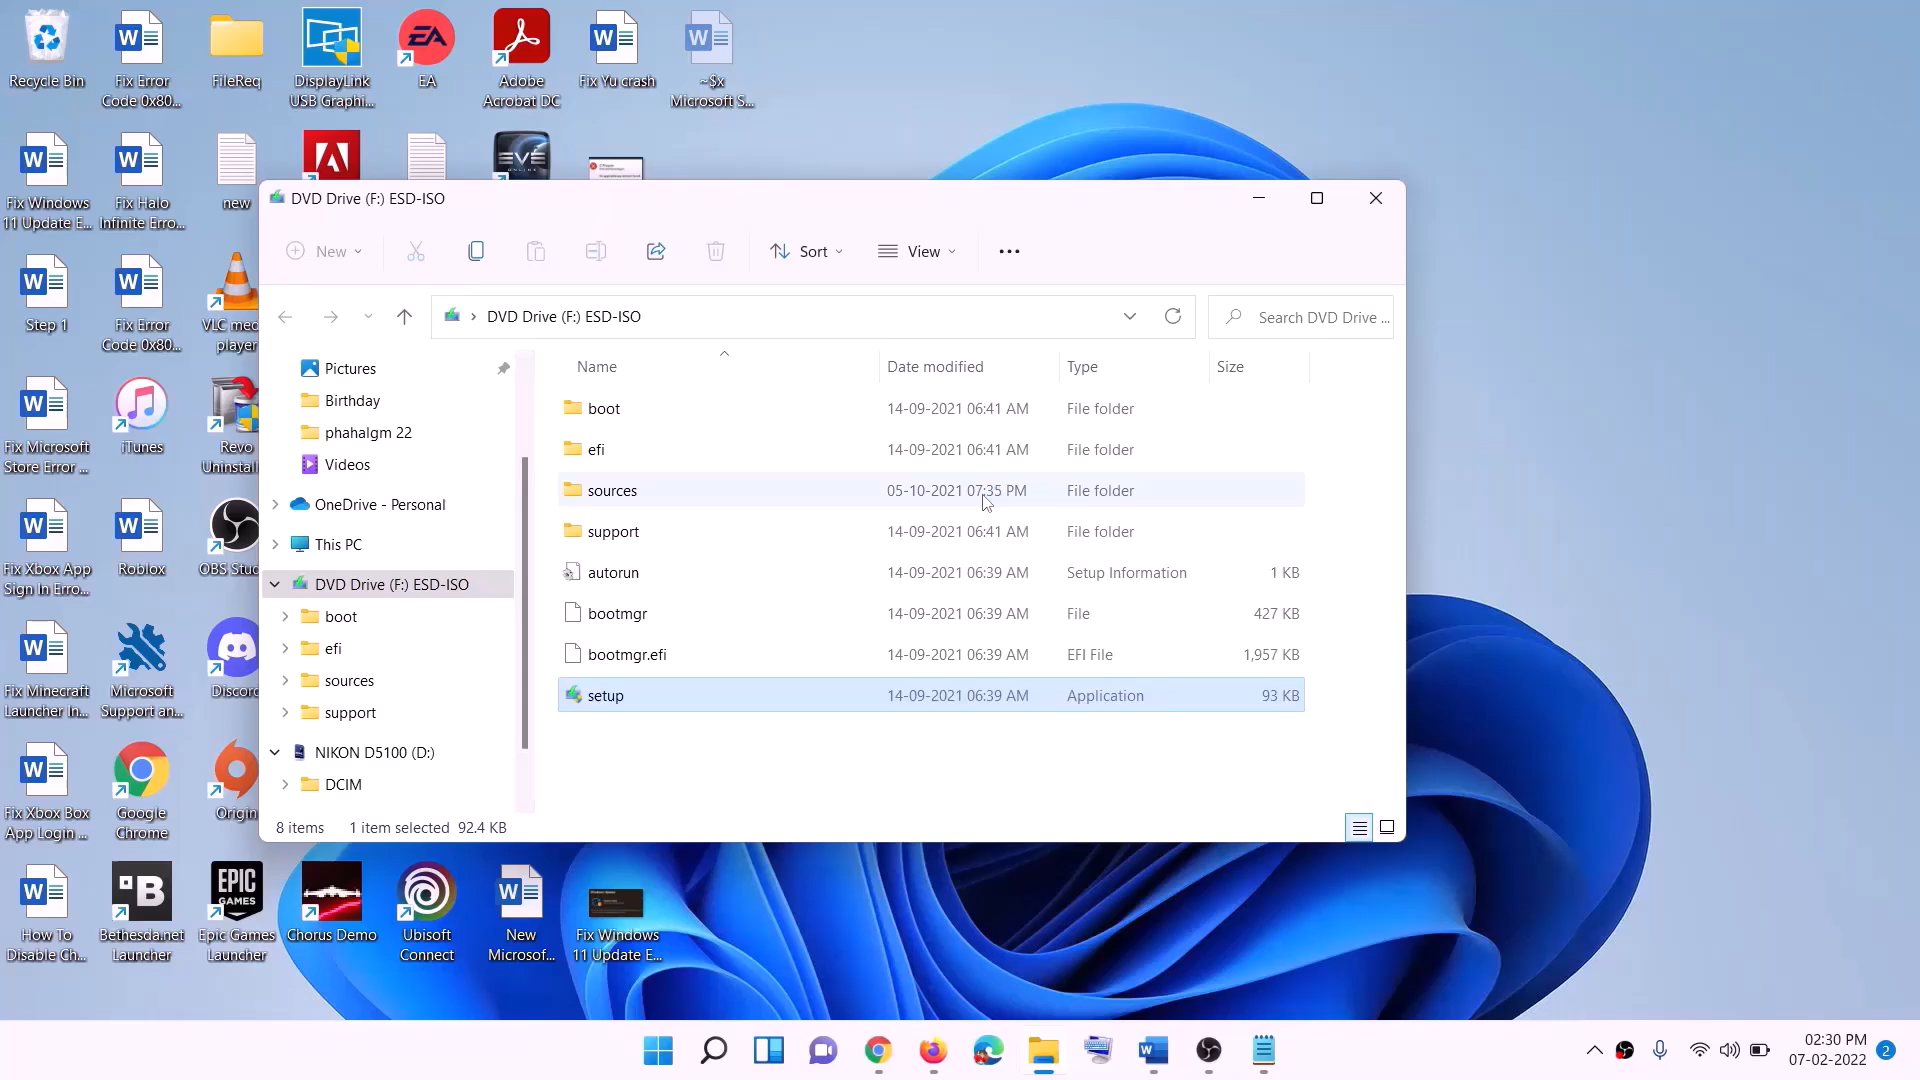 Recycle Bin
Fix Error
Code 0x80...
FileReq
DisplayLink
USB Graphi...
EA
Adobe
Acrobat DC
Fix Yu crash
~$x
Microsoft S...
Fix Windows
11 Update E...
Fix Halo
Infinite Erro...
new
EVE
ONLINE
Step 1
Fix Error
Code 0x80...
VLC med
player
Fix Microsoft
Store Error ...
iTunes
Revo
Uninstall
Fix Xbox App
Sign In Erro...
Roblox
OBS Stud
Fix Minecraft
Launcher In...
Microsoft
Support an...
Discord
Fix Xbox Box
App Login ...
Google
Chrome
Origin
How To
Disable Ch...
Bethesda.net
Launcher
EPIC
GAMES
Epic Games
Launcher
Chorus Demo
Ubisoft
Connect
New
Microsof...
Fix Windows
11 Update E...
DVD Drive (F:) ESD-ISO
New
Sort
View
DVD Drive (F:) ESD-ISO
Search DVD Drive ...
Pictures
Birthday
phahalgm 22
Videos
OneDrive - Personal
This PC
DVD Drive (F:) ESD-ISO
boot
efi
sources
support
NIKON D5100 (D:)
DCIM
Name Date modified Type Size
boot 14-09-2021 06:41 AM File folder
efi 14-09-2021 06:41 AM File folder
sources 05-10-2021 07:35 PM File folder
support 14-09-2021 06:41 AM File folder
autorun 14-09-2021 06:39 AM Setup Information 1 KB
bootmgr 14-09-2021 06:39 AM File 427 KB
bootmgr.efi 14-09-2021 06:39 AM EFI File 1,957 KB
setup 14-09-2021 06:39 AM Application 93 KB
8 items 1 item selected 92.4 KB
02:30 PM
07-02-2022
2